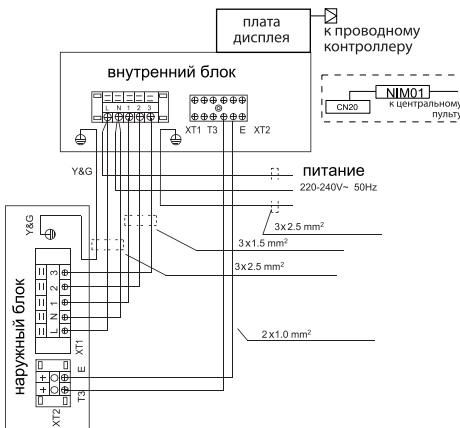 плата
дисплея
к проводному
контроллеру
внутренний блок
NIM01
CN20
к центральному
пульту
L N 1 2 3
XT1 T3 E XT2
Y&G
питание
220-240V~ 50Hz
3x2.5 mm²
3x1.5 mm²
3x2.5 mm²
2x1.0 mm²
наружный блок
Y&G
3
2
1
N
L
XT1
E
T3
XT2